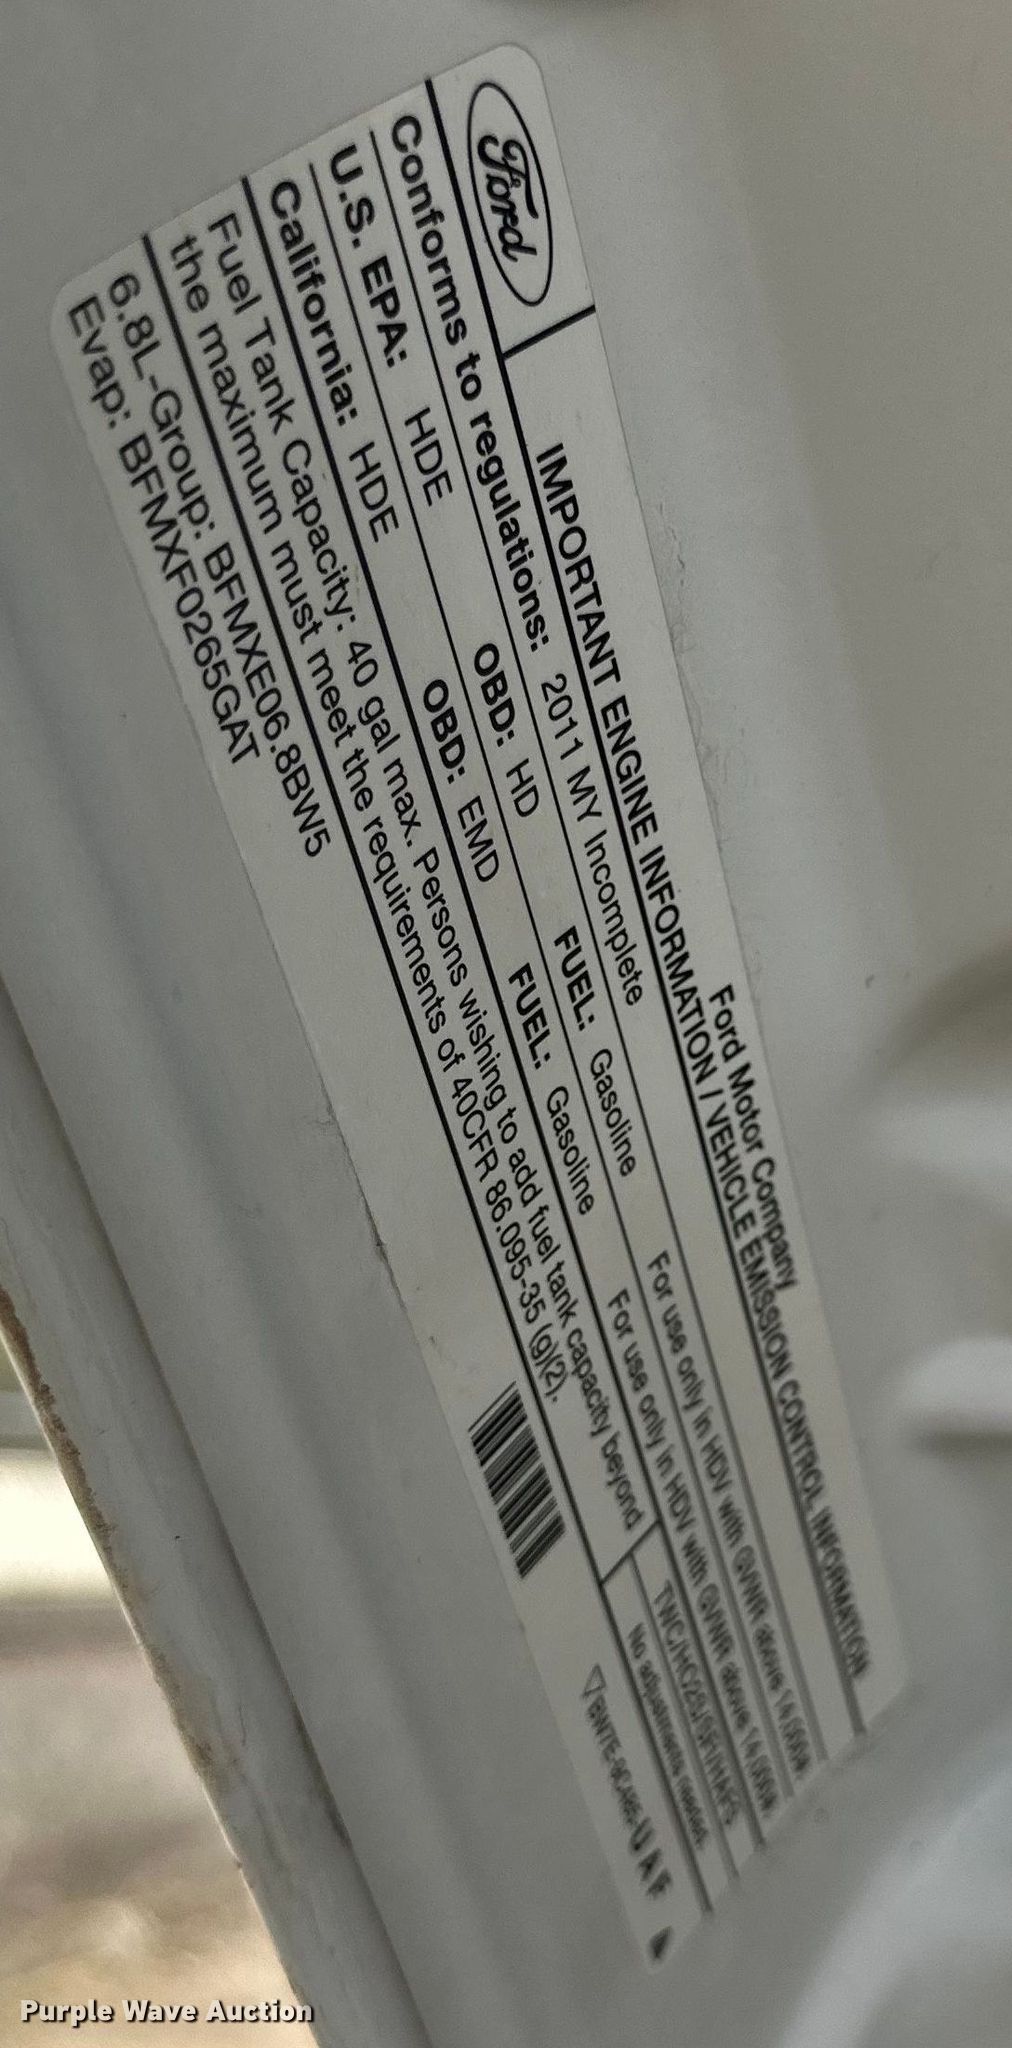 Ford
Ford Motor Company
IMPORTANT ENGINE INFORMATION / VEHICLE EMISSION CONTROL INFORMATION
Conforms to regulations: 2011 MY Incomplete
U.S. EPA: HDE OBD: HD FUEL: Gasoline For use only in HDV with GVWR above 14,000#.
California: HDE OBD: EMD FUEL: Gasoline For use only in HDV with GVWR above 14,000#.
Fuel Tank Capacity: 40 gal max. Persons wishing to add fuel tank capacity beyond
the maximum must meet the requirements of 40CFR 86.095-35 (g)(2).
No adjustments needed.
6.8L-Group: BFMXE06.8BW5
Evap: BFMXF0265GAT
Purple Wave Auction